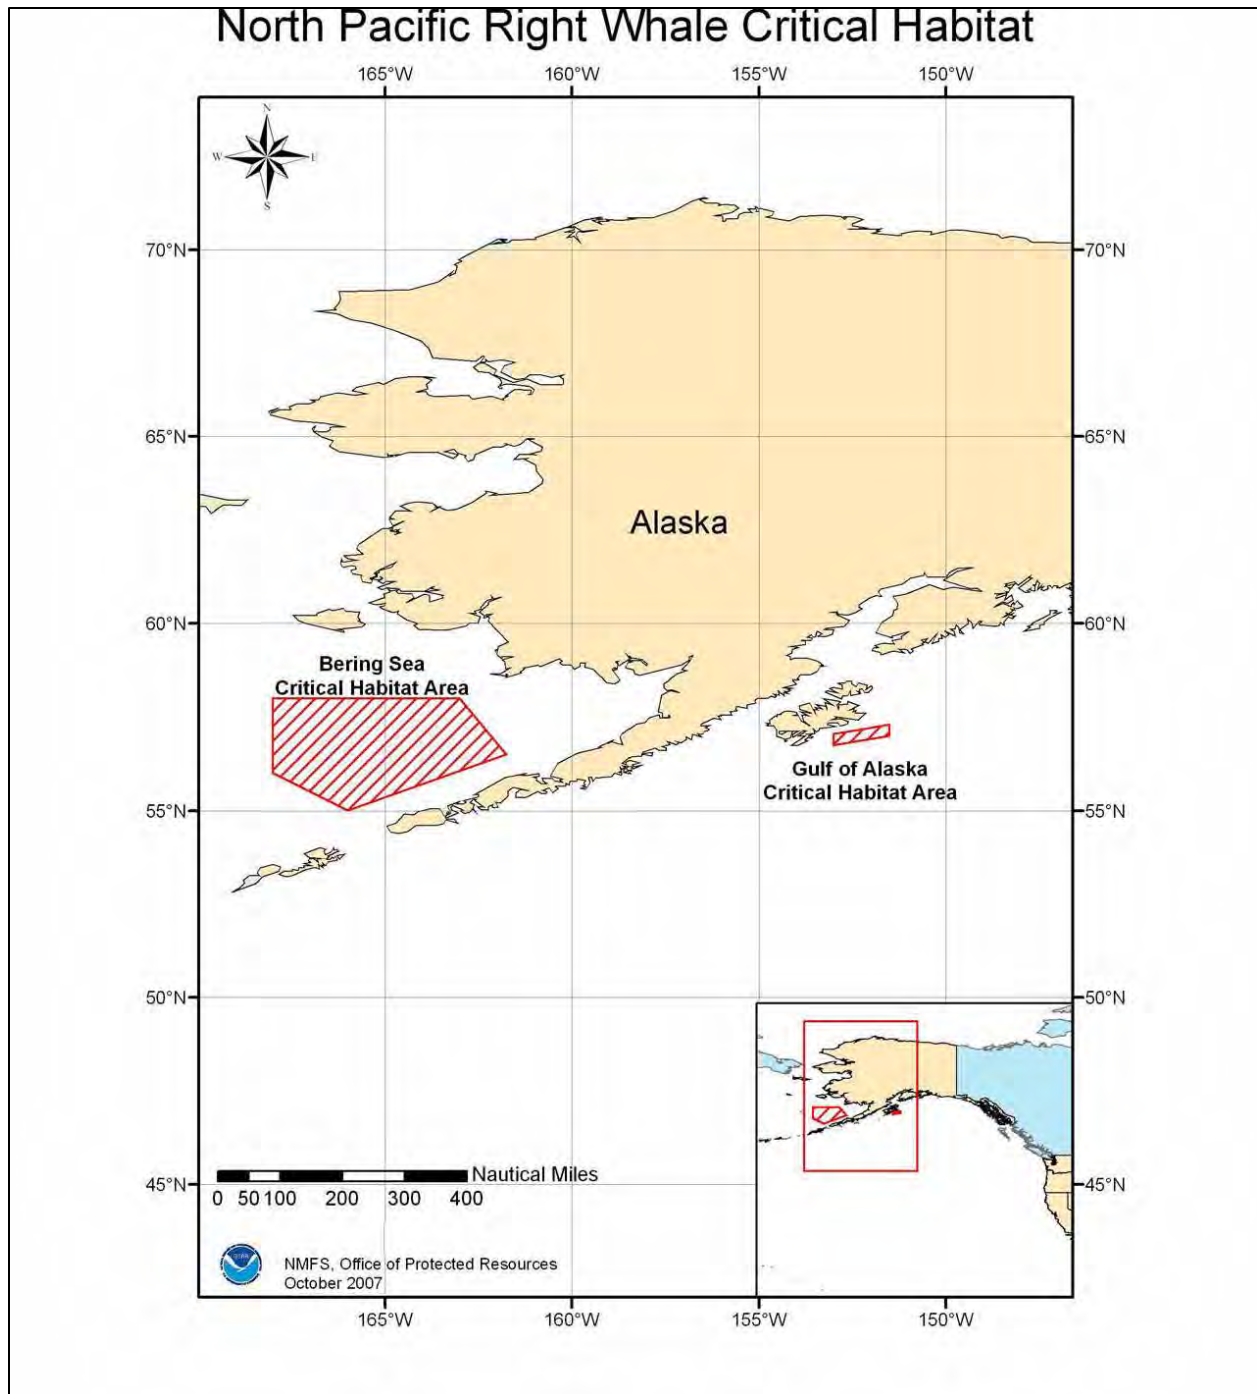 North Pacific Right Whale Critical Habitat
165°W 160°W 155°W 150°W
N
W E
S
70°N 70°N
65°N 65°N
Alaska
60°N 60°N
Bering Sea
Critical Habitat Area
Gulf of Alaska
Critical Habitat Area
55°N 55°N
50°N 50°N
Nautical Miles
45°N 45°N
0 50 100 200 300 400
NMFS, Office of Protected Resources
October 2007
165°W 160°W 155°W 150°W